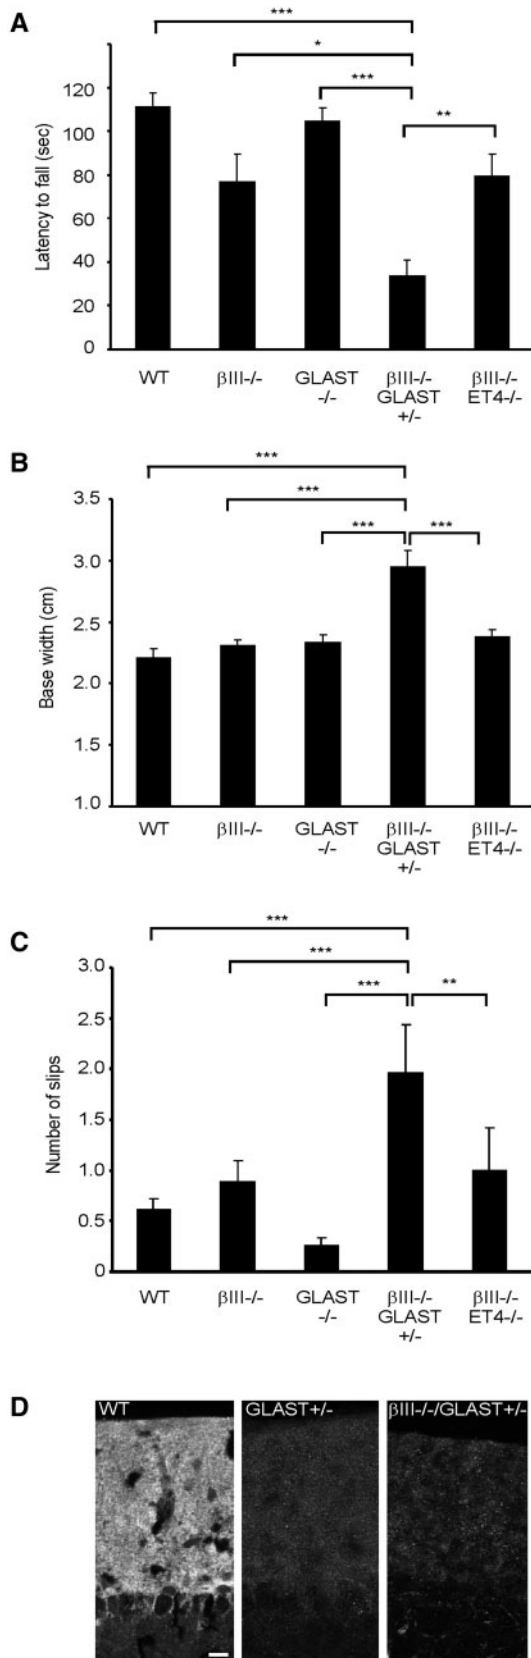 A
***
*
***
**
Latency to fall (sec)
120
100
80
60
40
20
0
WT βIII-/- GLAST -/- βIII-/- GLAST +/- βIII-/- ET4-/-
B
***
***
*** ***
Base width (cm)
3.5
3.0
2.5
2.0
1.5
1.0
WT βIII-/- GLAST -/- βIII-/- GLAST +/- βIII-/- ET4-/-
C
***
***
*** **
Number of slips
3.0
2.5
2.0
1.5
1.0
0.5
0
WT βIII-/- GLAST -/- βIII-/- GLAST +/- βIII-/- ET4-/-
D
WT GLAST+/- βIII-/-/GLAST+/-